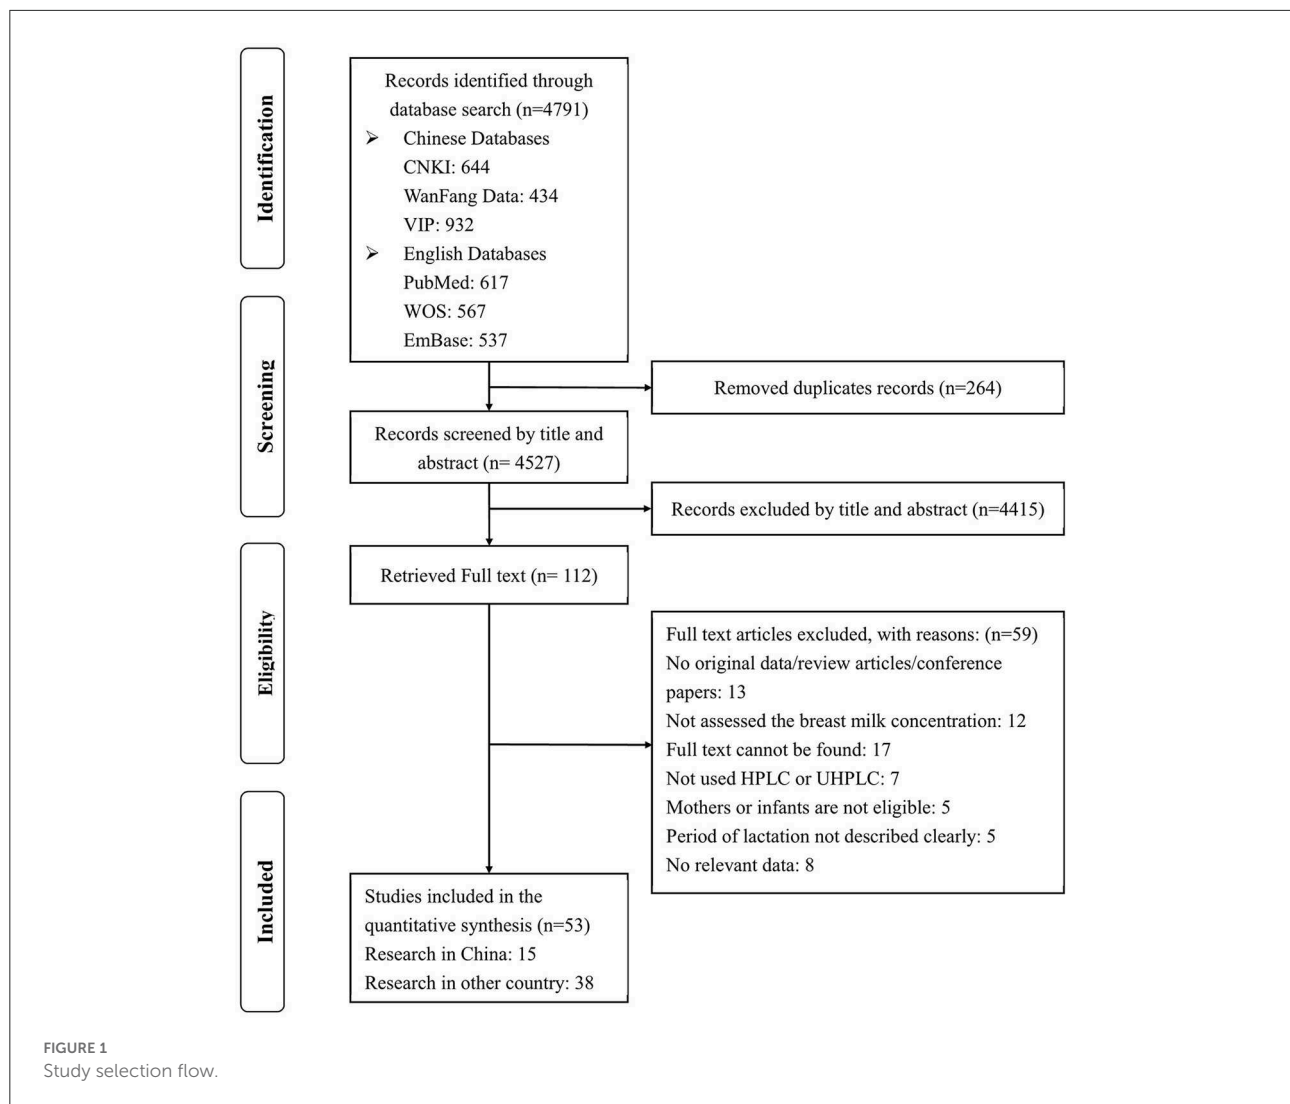 Identification
Records identified through
database search (n=4791)
➢ Chinese Databases
CNKI: 644
WanFang Data: 434
VIP: 932
➢ English Databases
PubMed: 617
WOS: 567
EmBase: 537
Screening
Removed duplicates records (n=264)
Records screened by title and
abstract (n= 4527)
Records excluded by title and abstract (n=4415)
Eligibility
Retrieved Full text (n= 112)
Full text articles excluded, with reasons: (n=59)
No original data/review articles/conference
papers: 13
Not assessed the breast milk concentration: 12
Full text cannot be found: 17
Not used HPLC or UHPLC: 7
Mothers or infants are not eligible: 5
Period of lactation not described clearly: 5
No relevant data: 8
Included
Studies included in the
quantitative synthesis (n=53)
Research in China: 15
Research in other country: 38
FIGURE 1
Study selection flow.